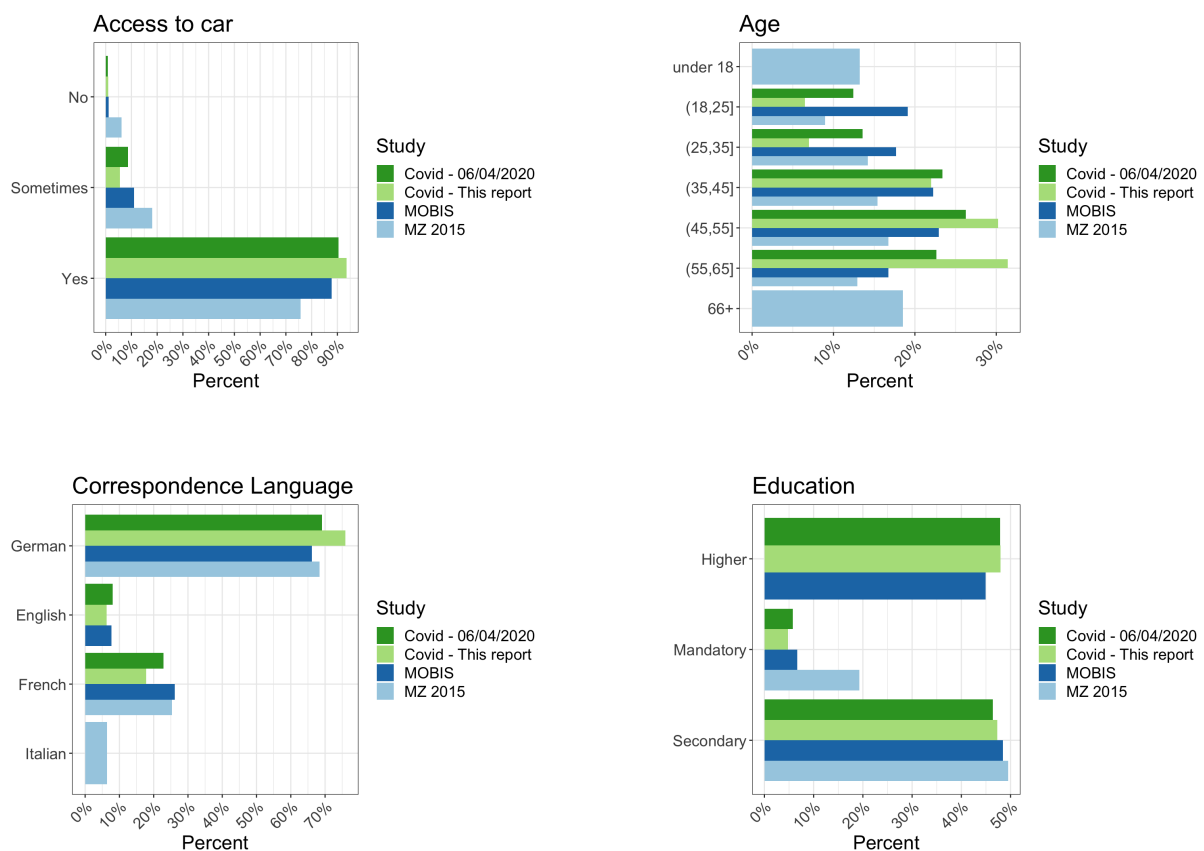 Access to car
No
Sometimes
Yes
0%
10%
20%
30%
40%
50%
60%
70%
80%
90%
Percent
Study
Covid - 06/04/2020
Covid - This report
MOBIS
MZ 2015
Age
under 18
(18,25]
(25,35]
(35,45]
(45,55]
(55,65]
66+
0%
10%
20%
30%
Percent
Study
Covid - 06/04/2020
Covid - This report
MOBIS
MZ 2015
Correspondence Language
German
English
French
Italian
0%
10%
20%
30%
40%
50%
60%
70%
Percent
Study
Covid - 06/04/2020
Covid - This report
MOBIS
MZ 2015
Education
Higher
Mandatory
Secondary
0%
10%
20%
30%
40%
50%
Percent
Study
Covid - 06/04/2020
Covid - This report
MOBIS
MZ 2015